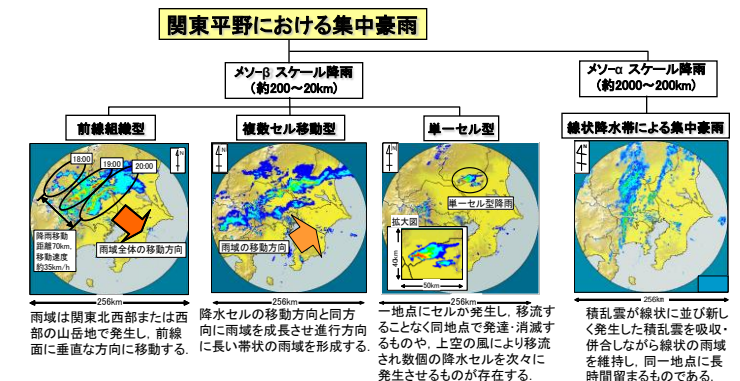 関東平野における集中豪雨
メソ-β スケール降雨
(約200～20km)
メソ-α スケール降雨
(約2000～200km)
前線組織型
複数セル移動型
単一セル型
線状降水帯による集中豪雨
N
18:00
19:00
20:00
降雨移動
距離70km,
移動速度
約35km/h
雨域全体の移動方向
256km
N
雨域の移動方向
256km
N
単一セル型降雨
拡大図
40km
50km
256km
N
256km
雨域は関東北西部または西
部の山岳地で発生し, 前線
面に垂直な方向に移動する.
降水セルの移動方向と同方
向に雨域を成長させ進行方向
に長い帯状の雨域を形成する.
一地点にセルが発生し, 移流す
ることなく同地点で発達・消滅す
るものや, 上空の風により移流
され数個の降水セルを次々に
発生させるものが存在する.
積乱雲が線状に並び新し
く発生した積乱雲を吸収・
併合しながら線状の雨域
を維持し, 同一地点に長
時間留まるものである.